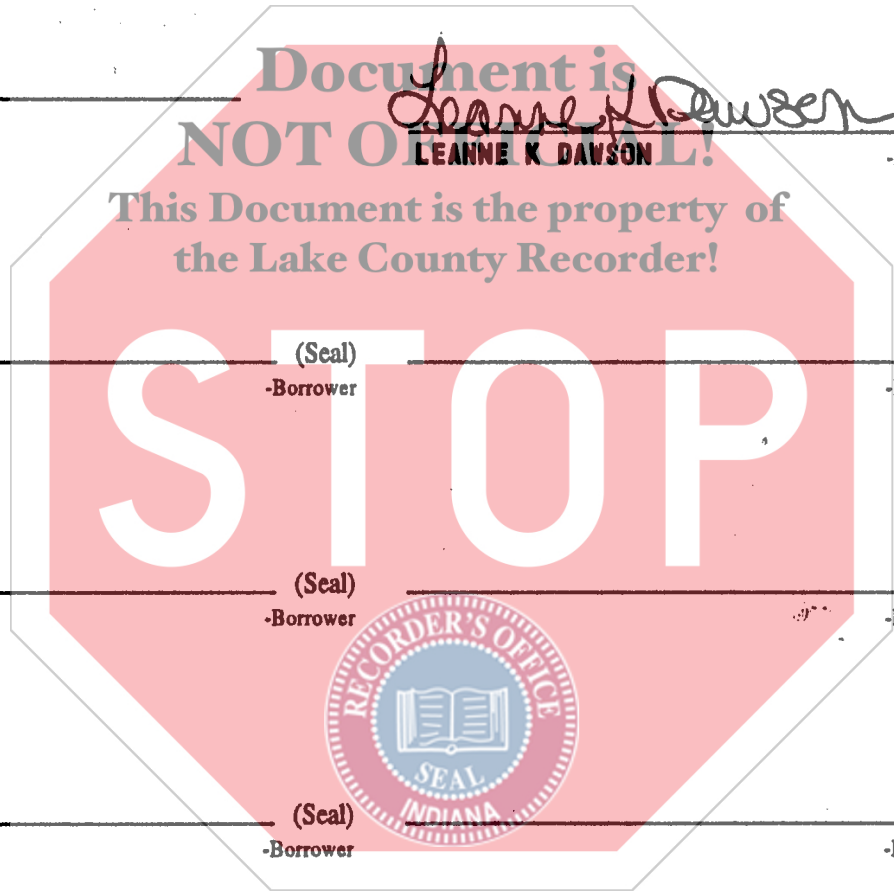 Document is
Leanne K Dawson
NOT OFFICIAL!
LEANNE K DAWSON
This Document is the property of
the Lake County Recorder!
(Seal)
-Borrower
STOP
(Seal)
-Borrower
RECORDER'S OFFICE
SEAL
INDIANA
(Seal)
-Borrower